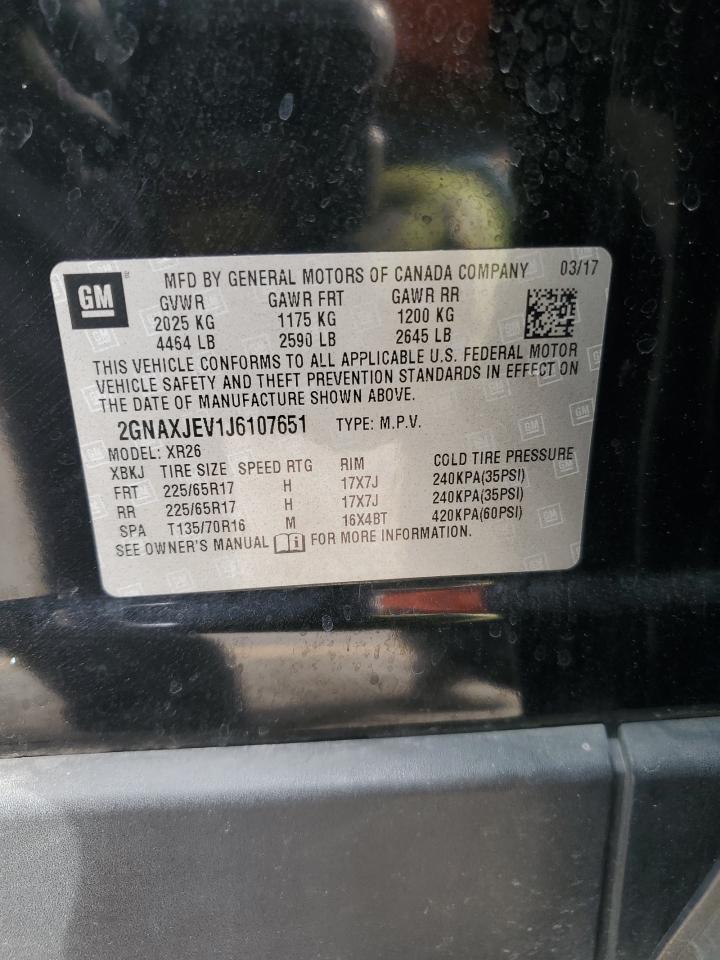 GM
MFD BY GENERAL MOTORS OF CANADA COMPANY 03/17
GVWR GAWR FRT GAWR RR
2025 KG 1175 KG 1200 KG
4464 LB 2590 LB 2645 LB
THIS VEHICLE CONFORMS TO ALL APPLICABLE U.S. FEDERAL MOTOR
VEHICLE SAFETY AND THEFT PREVENTION STANDARDS IN EFFECT ON
THE DATE OF MANUFACTURE SHOWN ABOVE.
2GNAXJEV1J6107651 TYPE: M.P.V.
MODEL: XR26
XBKJ TIRE SIZE SPEED RTG RIM COLD TIRE PRESSURE
FRT 225/65R17 H 17X7J 240KPA(35PSI)
RR 225/65R17 H 17X7J 240KPA(35PSI)
SPA T135/70R16 M 16X4BT 420KPA(60PSI)
SEE OWNER'S MANUAL i FOR MORE INFORMATION.